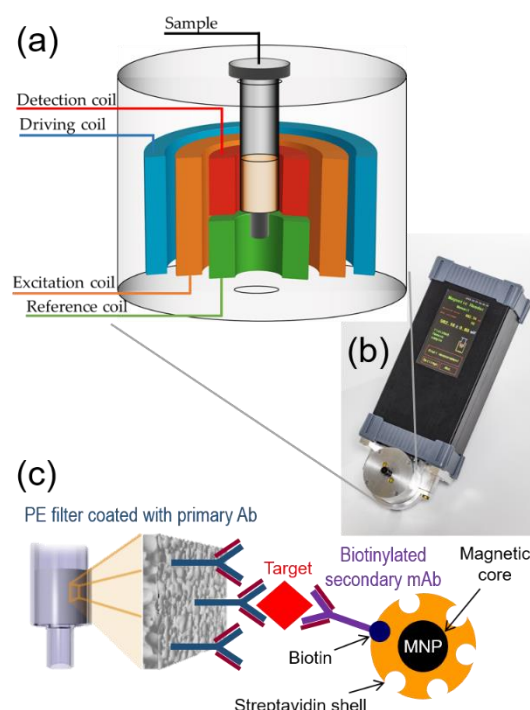 (a)
Sample
Detection coil
Driving coil
Excitation coil
Reference coil
(b)
(c)
PE filter coated with primary Ab
Target
Biotinylated
secondary mAb
Magnetic
core
MNP
Biotin
Streptavidin shell